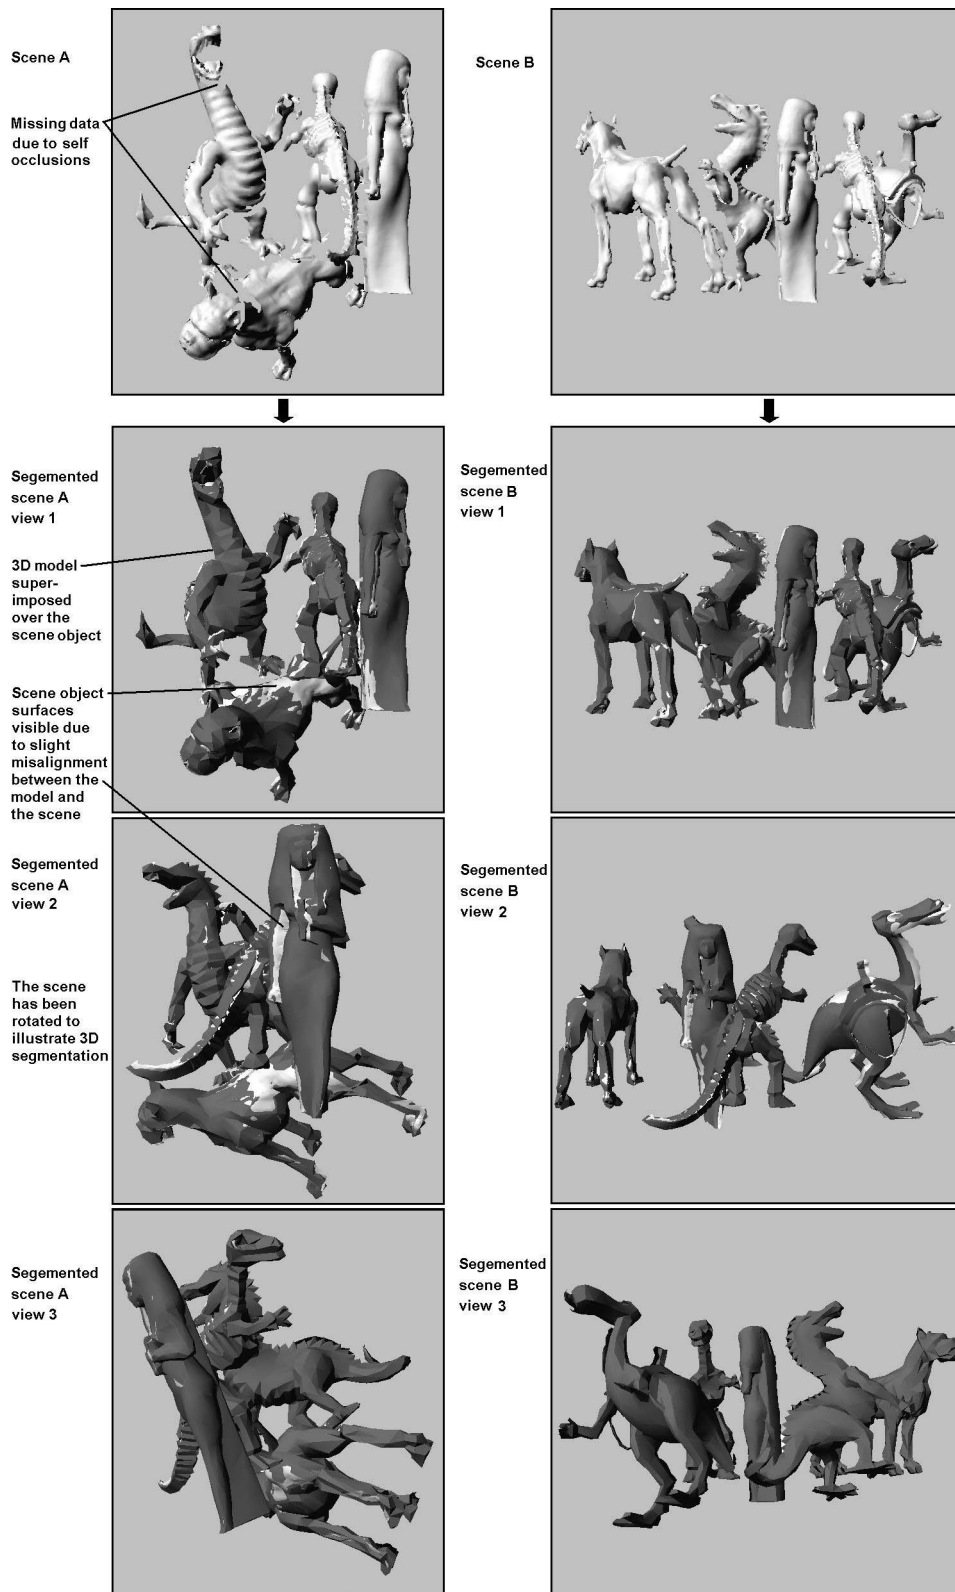 Scene A
Missing data
due to self
occlusions
Scene B
Segemented
scene A
view 1
3D model
super-
imposed
over the
scene object
Scene object
surfaces
visible due
to slight
misalignment
between the
model and
the scene
Segemented
scene B
view 1
Segemented
scene A
view 2
The scene
has been
rotated to
illustrate 3D
segmentation
Segemented
scene B
view 2
Segemented
scene A
view 3
Segemented
scene B
view 3